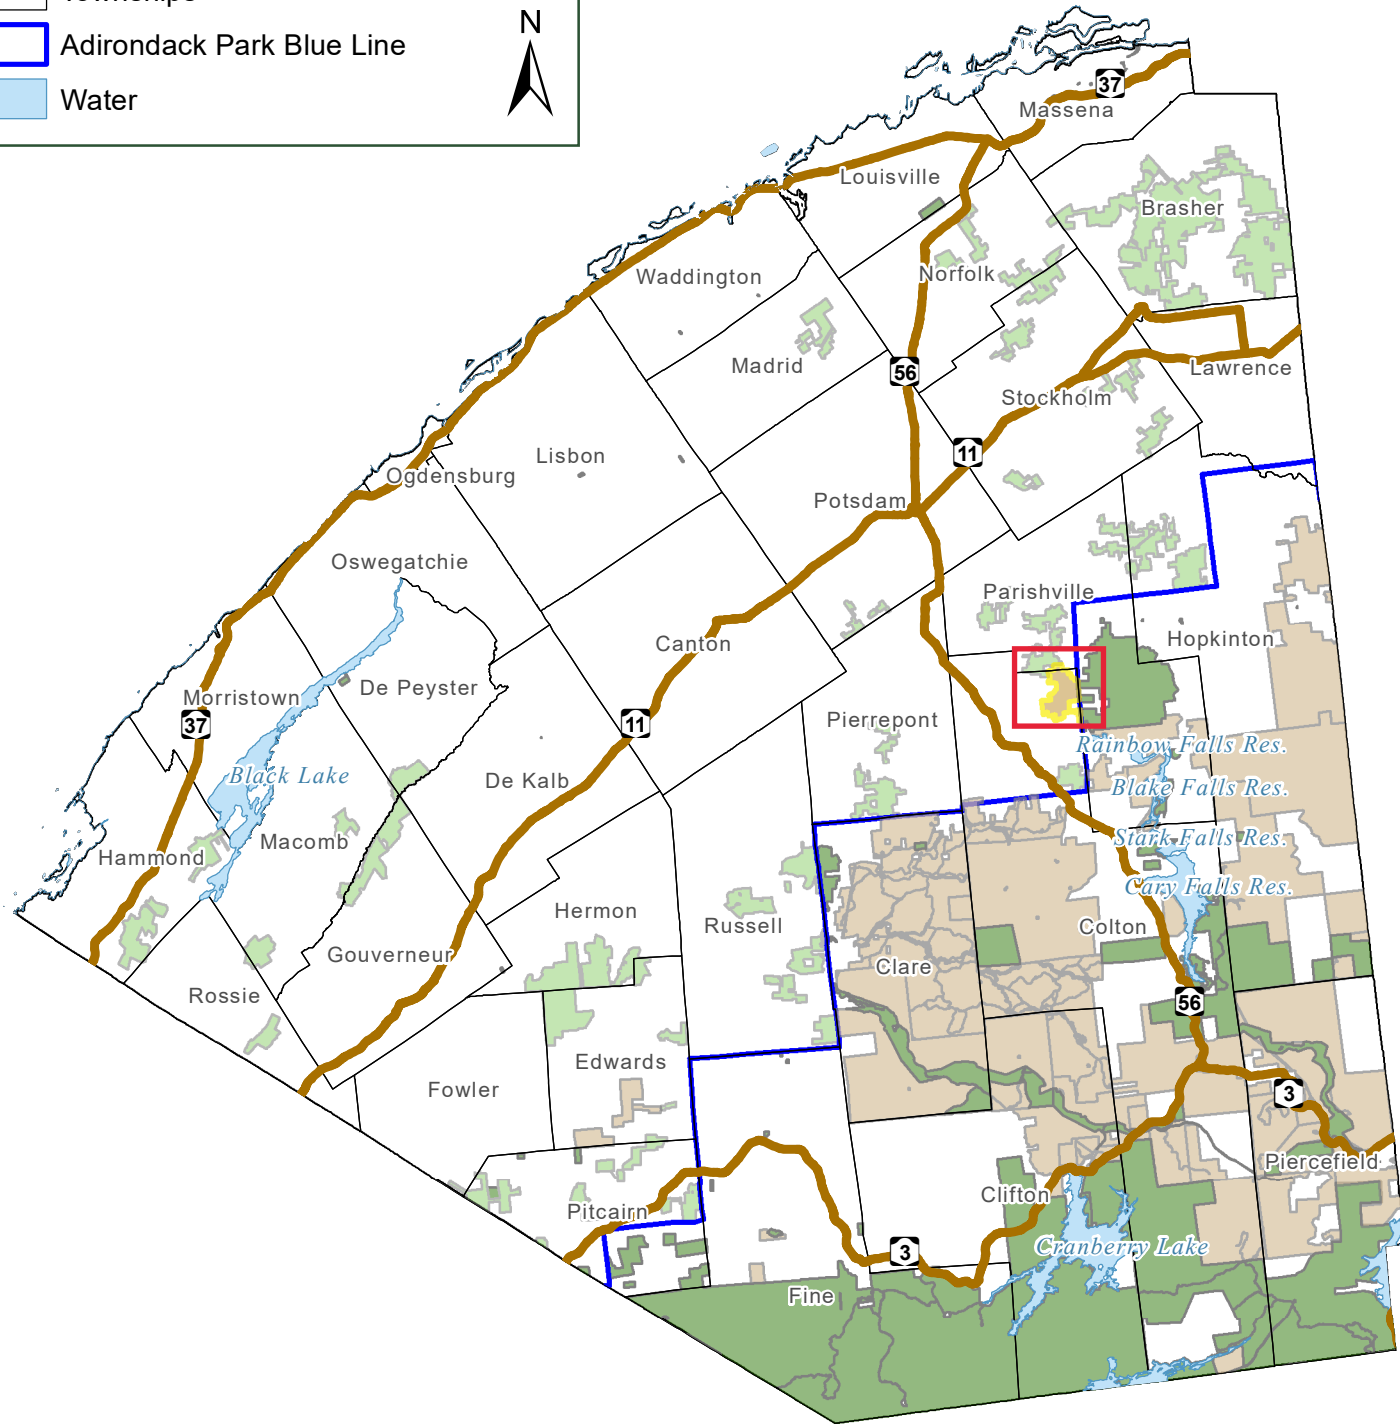 Townships
Adirondack Park Blue Line
Water
N
37
Massena
Louisville
Brasher
Norfolk
Waddington
Madrid
56
Lawrence
Stockholm
11
Lisbon
Ogdensburg
Potsdam
Oswegatchie
Parishville
Hopkinton
Canton
De Peyster
Morristown
37
11
Pierrepont
Rainbow Falls Res.
Black Lake
De Kalb
Blake Falls Res.
Stark Falls Res.
Macomb
Hammond
Cary Falls Res.
Hermon
Russell
Colton
Gouverneur
Clare
Rossie
56
Edwards
Fowler
3
Piercefield
Clifton
Pitcairn
Cranberry Lake
3
Fine